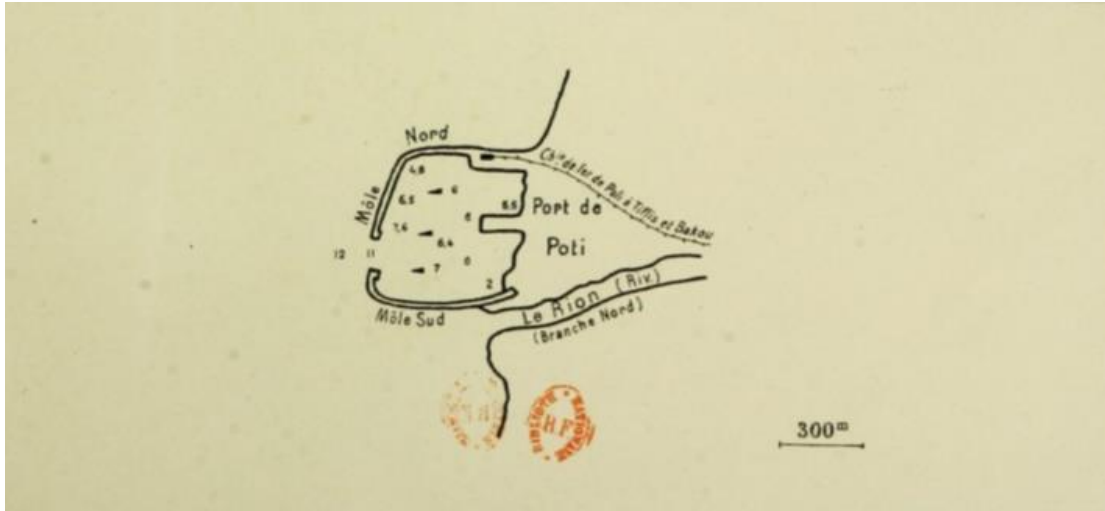 Nord
Môle
Chin de fer de Poti à Tiflis et Bakou
4,8
6
6,5
6,5
Port de
7,4
6
6,4
Poti
12
11
7
6
2
Le Rion (Riv.)
(Branche Nord)
Môle Sud
300m